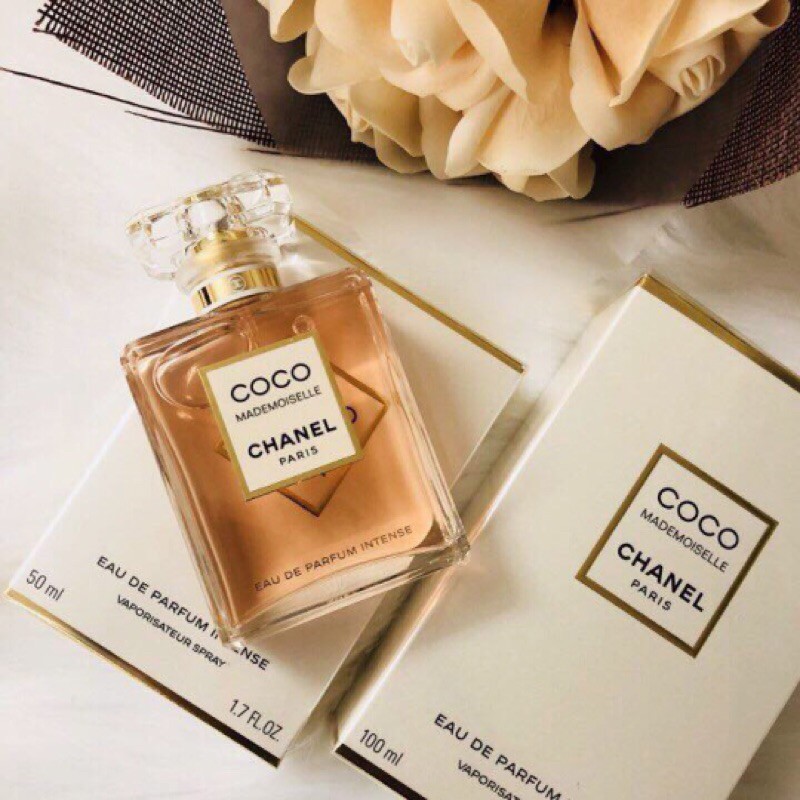 COCO
MADEMOISELLE
CHANEL
PARIS
EAU DE PARFUM INTENSE
50 ml
EAU DE PARFUM INTENSE
VAPORISATEUR SPRAY
1.7 FL.OZ.
COCO
MADEMOISELLE
CHANEL
PARIS
100 ml
EAU DE PARFUM